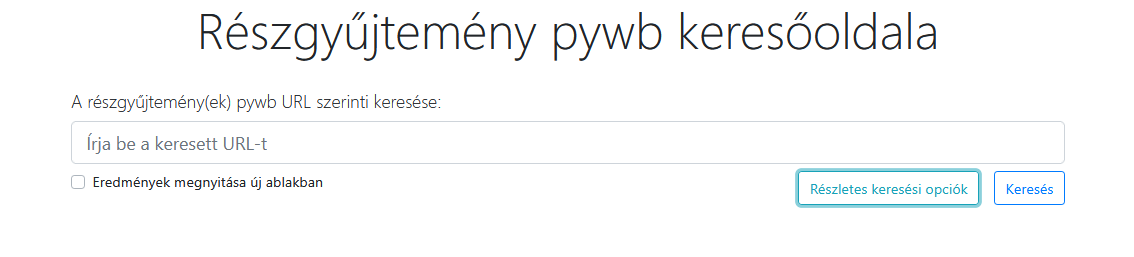 Részgyűjtemény pywb keresőoldala
A részgyűjtemény(ek) pywb URL szerinti keresése:
Írja be a keresett URL-t
Eredmények megnyitása új ablakban
Részletes keresési opciók
Keresés